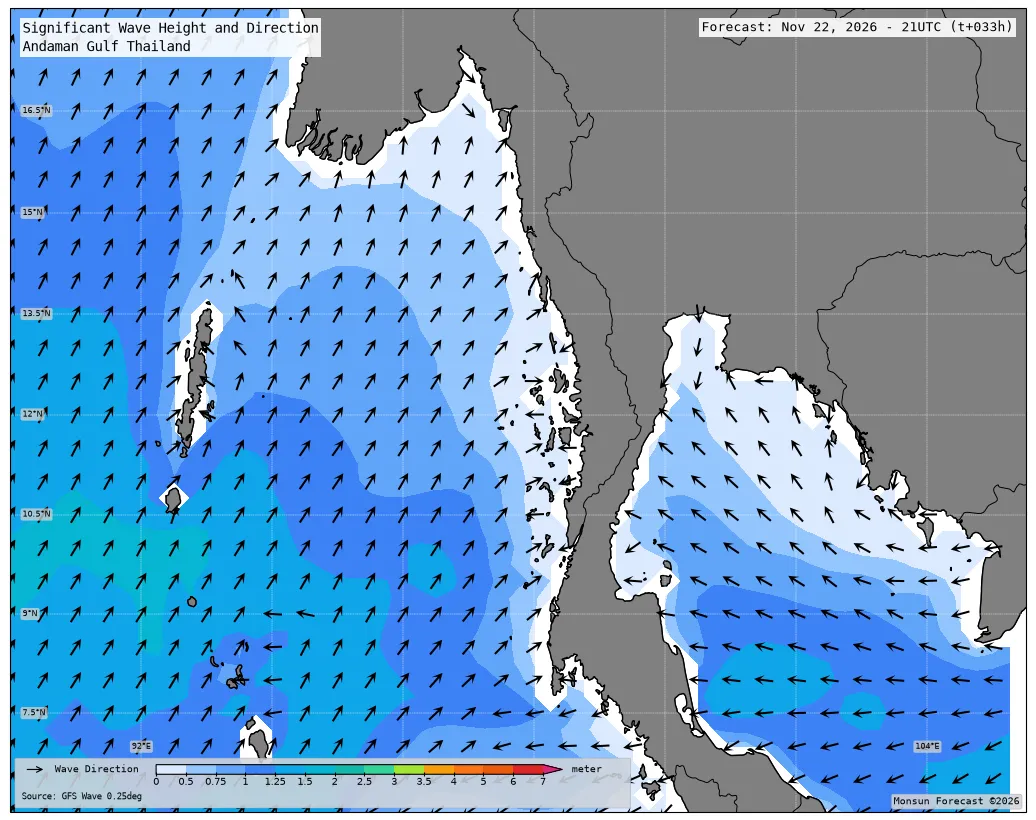 Significant Wave Height and Direction
Andaman Gulf Thailand
Forecast: Nov 22, 2026 - 21UTC (t+033h)
16.5°N
15°N
13.5°N
12°N
10.5°N
9°N
7.5°N
92°E
104°E
Wave Direction
0.5 0.75 1 1.25 1.5 2 2.5 3 3.5 4 5 6 7
meter
Source: GFS Wave 0.25deg
Monsun Forecast ©2026